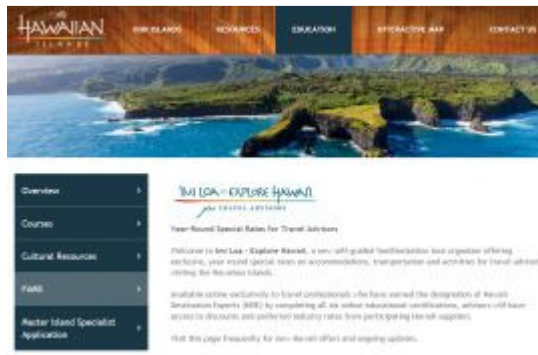 THE
HAWAIIAN
ISLANDS
OUR ISLANDS
RESOURCES
EDUCATION
INTERACTIVE MAP
CONTACT US
Overview
Courses
Cultural Resources
FAMS
Master Island Specialist
Application
IMI LOA - EXPLORE HAWAI'I
for TRAVEL ADVISORS
Year-Round Special Rates for Travel Advisors
Welcome to Imi Loa - Explore Hawaii, a new self-guided familiarization tour organizer offering
exclusive, year-round special rates on accommodations, transportation and activities for travel advisors
visiting the Hawaiian Islands.
Available online exclusively to travel professionals who have earned the designation of Hawaii
Destination Experts (HDE) by completing all six online educational certifications, advisors will have
access to discounts and preferred industry rates from participating Hawaii suppliers.
Visit this page frequently for new Hawaii offers and ongoing updates.